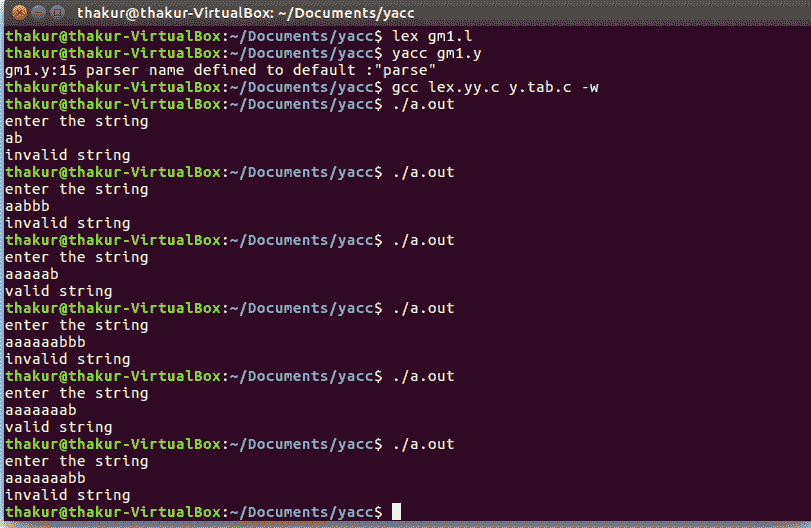 thakur@thakur-VirtualBox: ~/Documents/yacc
thakur@thakur-VirtualBox:~/Documents/yacc$ lex gm1.l
thakur@thakur-VirtualBox:~/Documents/yacc$ yacc gm1.y
gm1.y:15 parser name defined to default :"parse"
thakur@thakur-VirtualBox:~/Documents/yacc$ gcc lex.yy.c y.tab.c -w
thakur@thakur-VirtualBox:~/Documents/yacc$ ./a.out
enter the string
ab
invalid string
thakur@thakur-VirtualBox:~/Documents/yacc$ ./a.out
enter the string
aabbb
invalid string
thakur@thakur-VirtualBox:~/Documents/yacc$ ./a.out
enter the string
aaaaab
valid string
thakur@thakur-VirtualBox:~/Documents/yacc$ ./a.out
enter the string
aaaaaabbb
invalid string
thakur@thakur-VirtualBox:~/Documents/yacc$ ./a.out
enter the string
aaaaaaab
valid string
thakur@thakur-VirtualBox:~/Documents/yacc$ ./a.out
enter the string
aaaaaaabb
invalid string
thakur@thakur-VirtualBox:~/Documents/yacc$